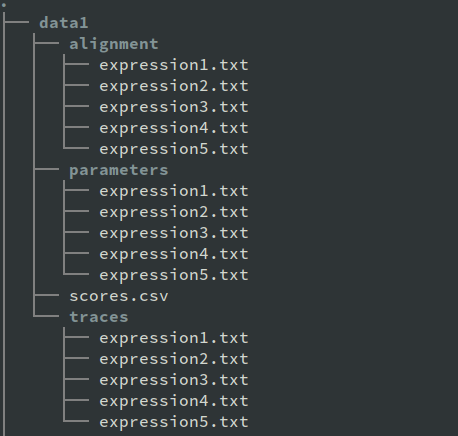 .
data1
alignment
expression1.txt
expression2.txt
expression3.txt
expression4.txt
expression5.txt
parameters
expression1.txt
expression2.txt
expression3.txt
expression4.txt
expression5.txt
scores.csv
traces
expression1.txt
expression2.txt
expression3.txt
expression4.txt
expression5.txt